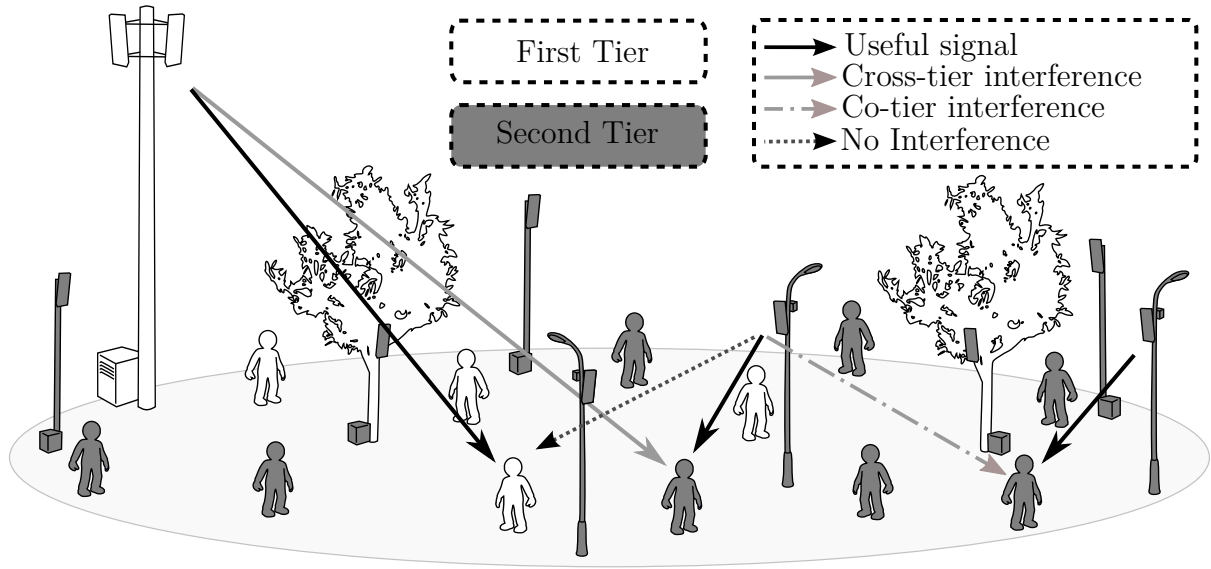 First Tier
Second Tier
Useful signal
Cross-tier interference
Co-tier interference
No Interference